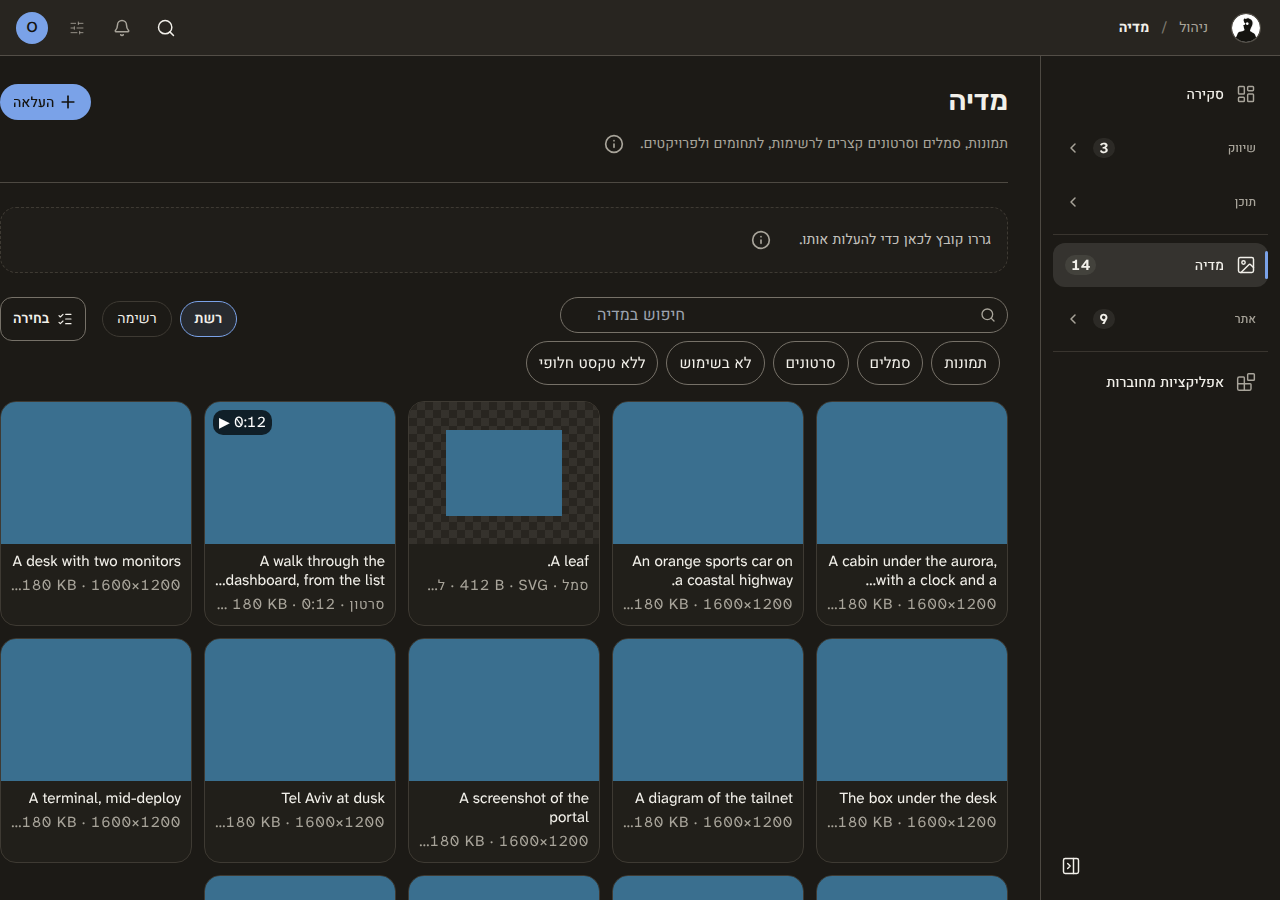 ניהול / מדיה
O
סקירה
שיווק 3
תוכן
מדיה 14
אתר 9
אפליקציות מחוברות
מדיה
העלאה
תמונות, סמלים וסרטונים קצרים לרשימות, לתחומים ולפרויקטים.
גררו קובץ לכאן כדי להעלות אותו.
חיפוש במדיה
רשת
רשימה
בחירה
תמונות
סמלים
סרטונים
לא בשימוש
ללא טקסט חלופי
A cabin under the aurora,
with a clock and a...
1600×1200 · 180 KB...
An orange sports car on
a coastal highway.
1600×1200 · 180 KB...
A leaf.
סמל · 412 B · SVG · ל...
0:12
A walk through the
dashboard, from the list...
סרטון · 0:12 · 180 KB ...
A desk with two monitors
1600×1200 · 180 KB...
The box under the desk
1600×1200 · 180 KB...
A diagram of the tailnet
1600×1200 · 180 KB...
A screenshot of the
portal
1600×1200 · 180 KB...
Tel Aviv at dusk
1600×1200 · 180 KB...
A terminal, mid-deploy
1600×1200 · 180 KB...